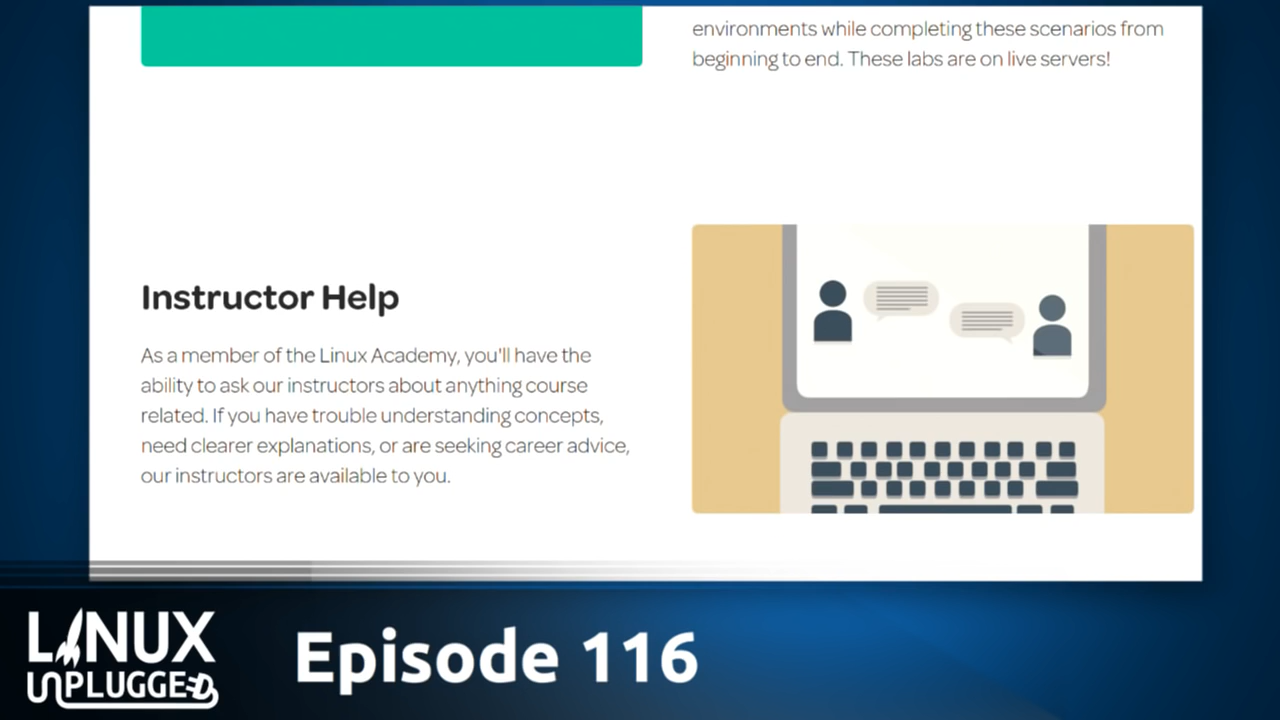 environments while completing these scenarios from
beginning to end. These labs are on live servers!
Instructor Help
As a member of the Linux Academy, you'll have the
ability to ask our instructors about anything course
related. If you have trouble understanding concepts,
need clearer explanations, or are seeking career advice,
our instructors are available to you.
LINUX
UNPLUGGED
Episode 116